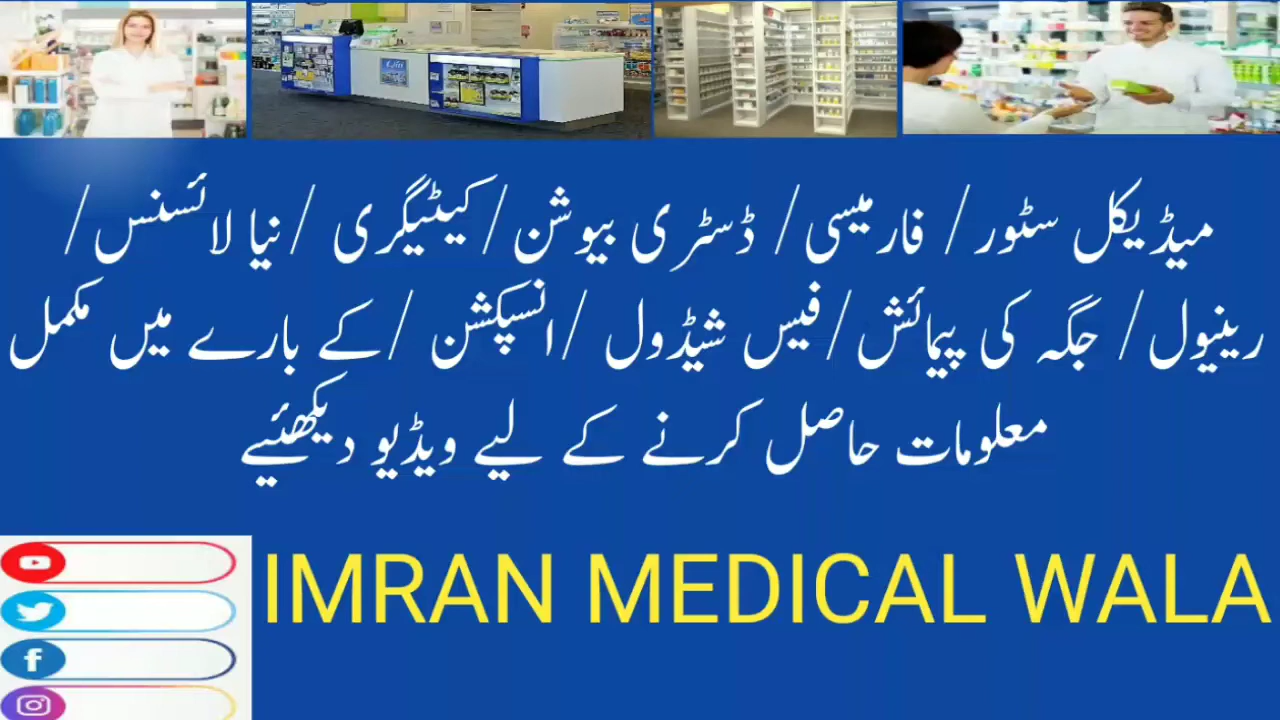 میڈیکل سٹور/ فارمیسی/ ڈسٹری بیوشن/کیٹیگری /نیا لائسنس/
رینیول/ جگہ کی پیمائش/فیس شیڈول /انسپکشن /کے بارے میں مکمل
معلومات حاصل کرنے کے لیے ویڈیو دیکھئیے
IMRAN MEDICAL WALA